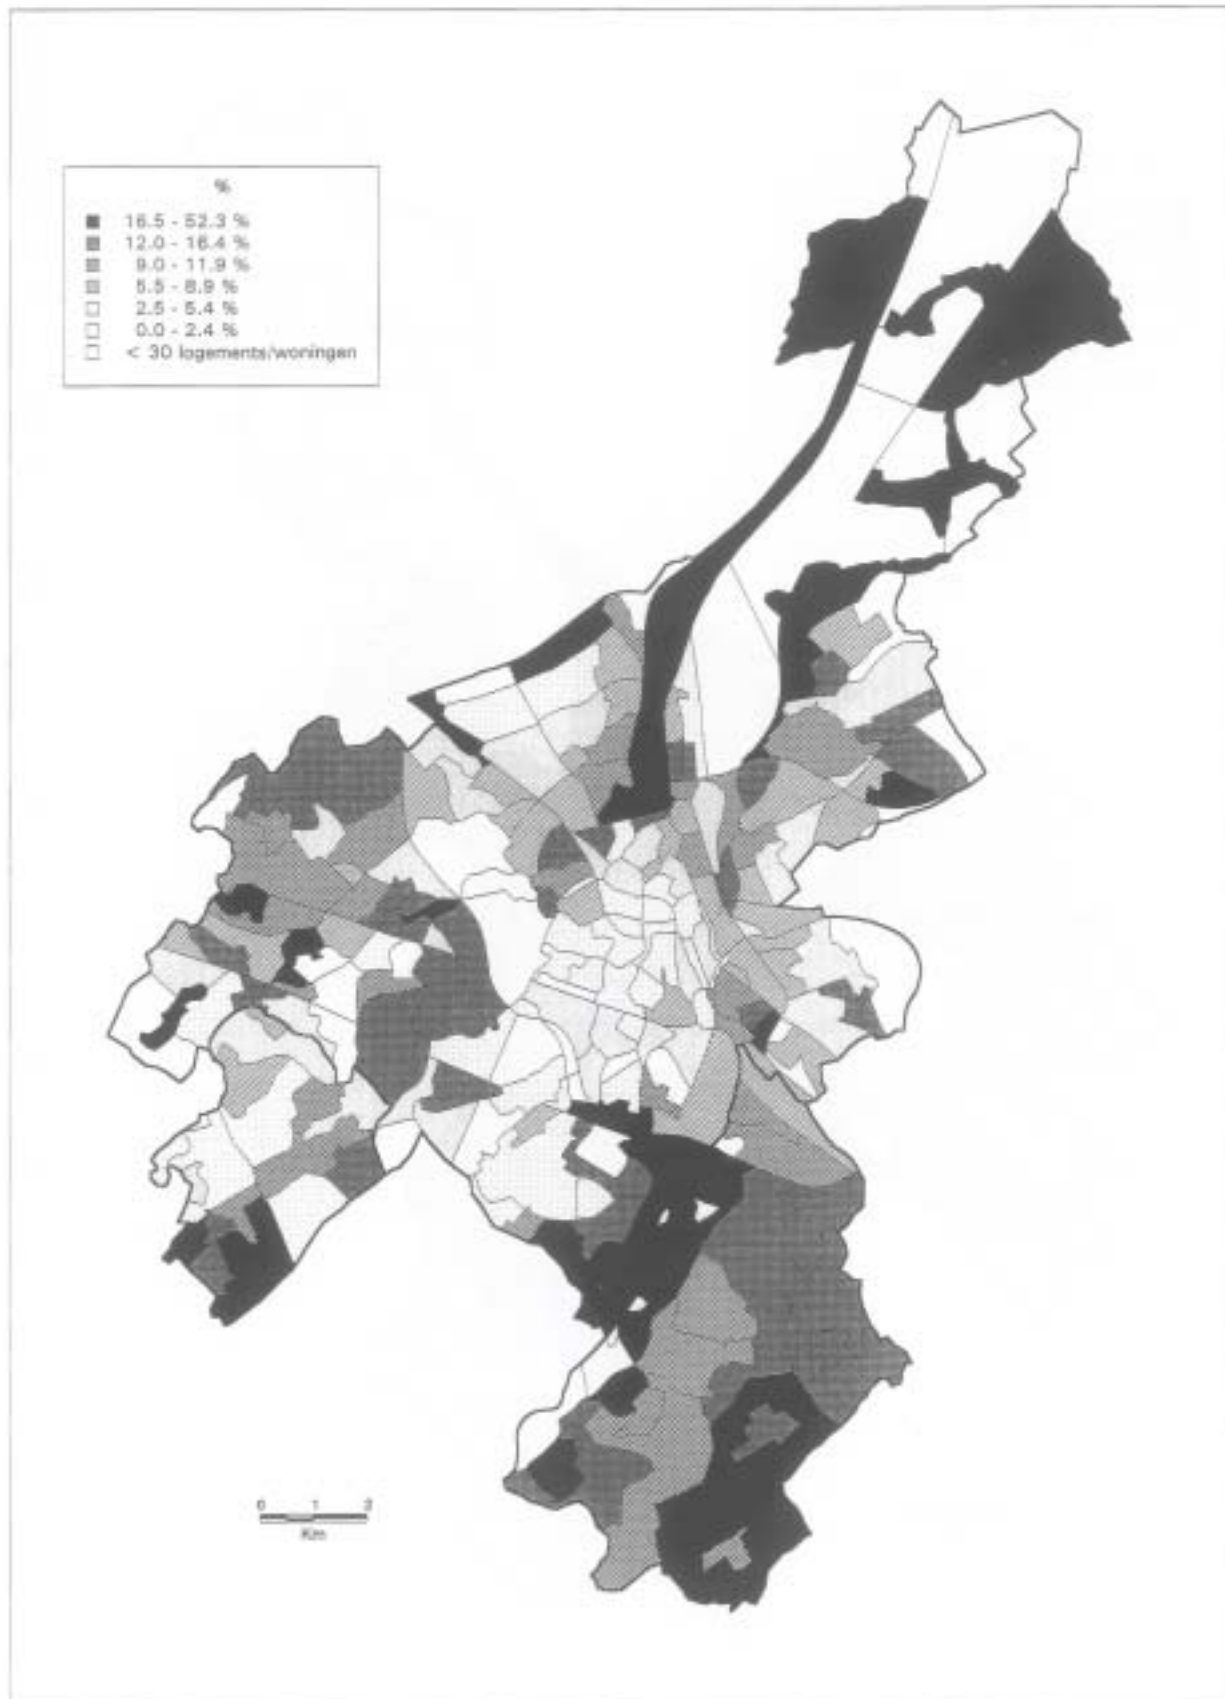 %
16.5 - 52.3 %
12.0 - 16.4 %
9.0 - 11.9 %
5.5 - 8.9 %
2.5 - 5.4 %
0.0 - 2.4 %
< 30 logements/woningen
0 1 2
Km